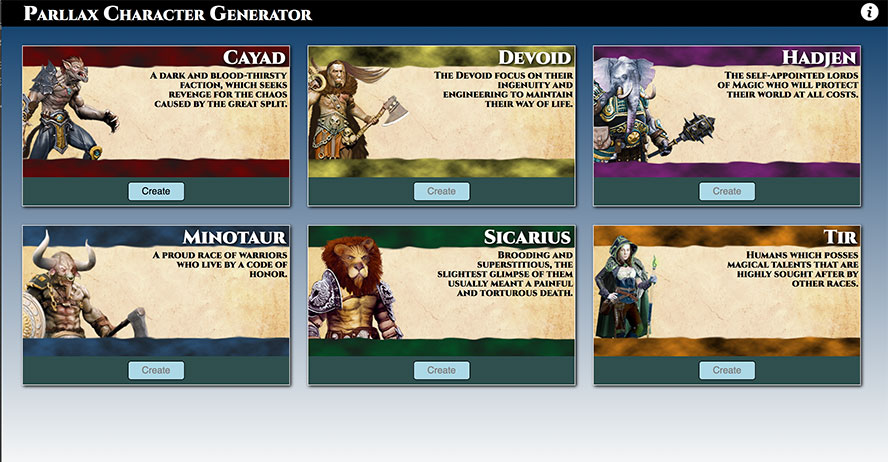 Parllax Character Generator
i
Cayad
A dark and blood-thirsty
faction, which seeks
revenge for the chaos
caused by the great split.
Create
Devoid
The Devoid focus on their
ingenuity and
engineering to maintain
their way of life.
Create
Hadjen
The self-appointed lords
of Magic who will protect
their world at all costs.
Create
Minotaur
A proud race of warriors
who live by a code of
honor.
Create
Sicarius
Brooding and
superstitious, the
slightest glimpse of them
usually meant a painful
and torturous death.
Create
Tir
Humans which posses
magical talents that are
highly sought after by
other races.
Create